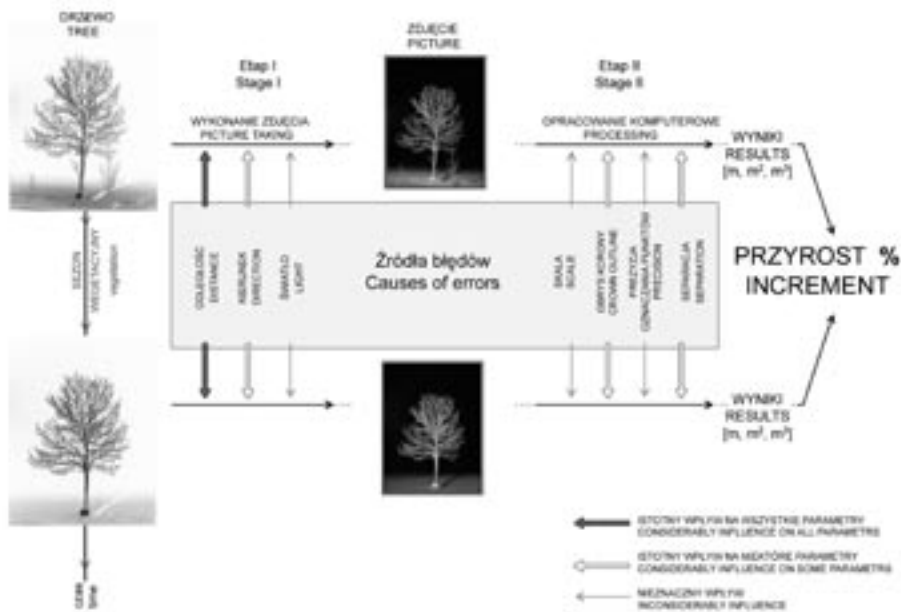 DRZEWO
TREE
ZDJĘCIE
PICTURE
Etap I
Stage I
Etap II
Stage II
WYKONANIE ZDJĘCIA
PICTURE TAKING
OPRACOWANIE KOMPUTEROWE
PROCESSING
WYNIKI
RESULTS
[m, m², m³]
SEZON
WEGETACYJNY
vegetation
ODLEGŁOŚĆ
DISTANCE
KIERUNEK
DIRECTION
ŚWIATŁO
LIGHT
Źródła błędów
Causes of errors
SKALA
SCALE
OBRYS KORONY
CROWN OUTLINE
PRECYZJA
OZNACZENIA PUNKTÓW
PRECISION
SEPARACJA
SEPARATION
PRZYROST %
INCREMENT
WYNIKI
RESULTS
[m, m², m³]
ISTOTNY WPŁYW NA WSZYSTKIE PARAMETRY
CONSIDERABLY INFLUENCE ON ALL PARAMETRS
ISTOTNY WPŁYW NA NIEKTÓRE PARAMETRY
CONSIDERABLY INFLUENCE ON SOME PARAMETRS
NIEZNACZNY WPŁYW
INCONSIDERABLY INFLUENCE
czas
time